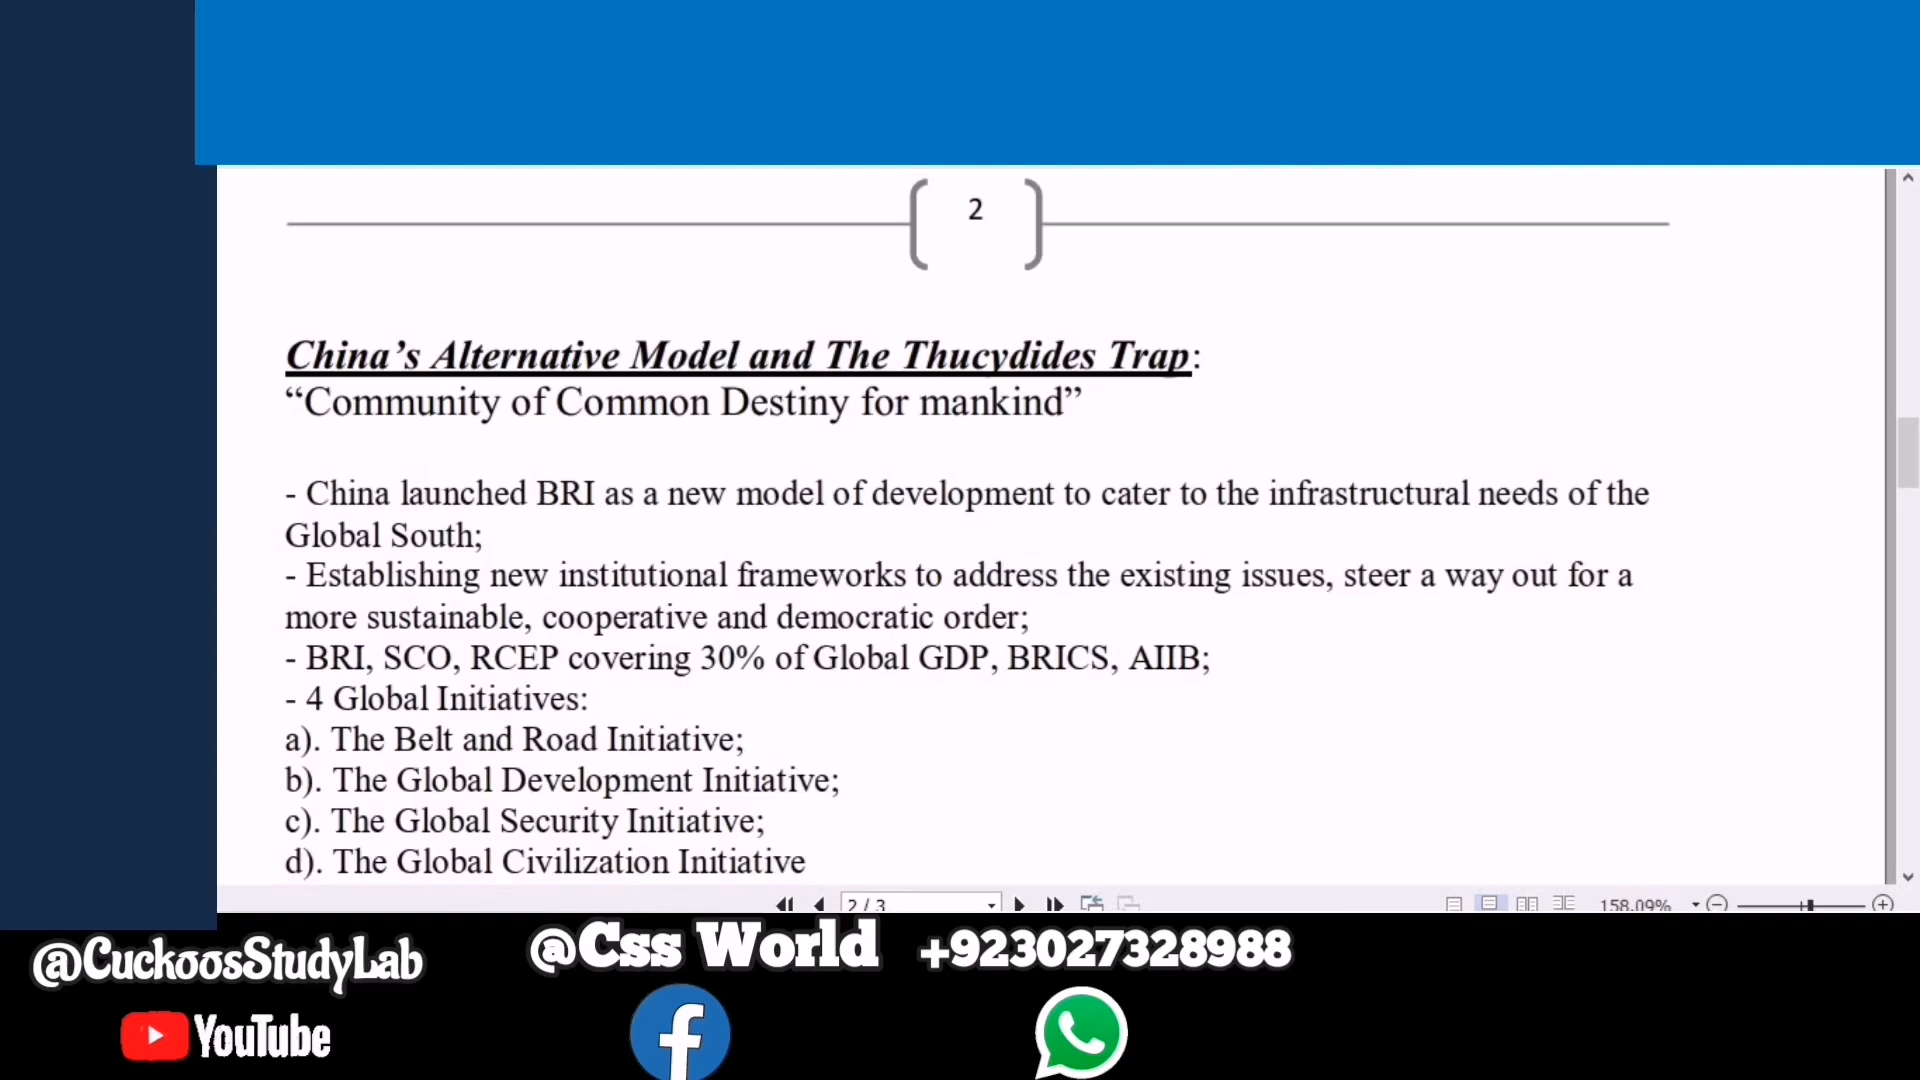 2
China’s Alternative Model and The Thucydides Trap:
“Community of Common Destiny for mankind”
- China launched BRI as a new model of development to cater to the infrastructural needs of the
Global South;
- Establishing new institutional frameworks to address the existing issues, steer a way out for a
more sustainable, cooperative and democratic order;
- BRI, SCO, RCEP covering 30% of Global GDP, BRICS, AIIB;
- 4 Global Initiatives:
a). The Belt and Road Initiative;
b). The Global Development Initiative;
c). The Global Security Initiative;
d). The Global Civilization Initiative
2 / 3
158.09%
@CuckoosStudyLab
@Css World
+923027328988
YouTube